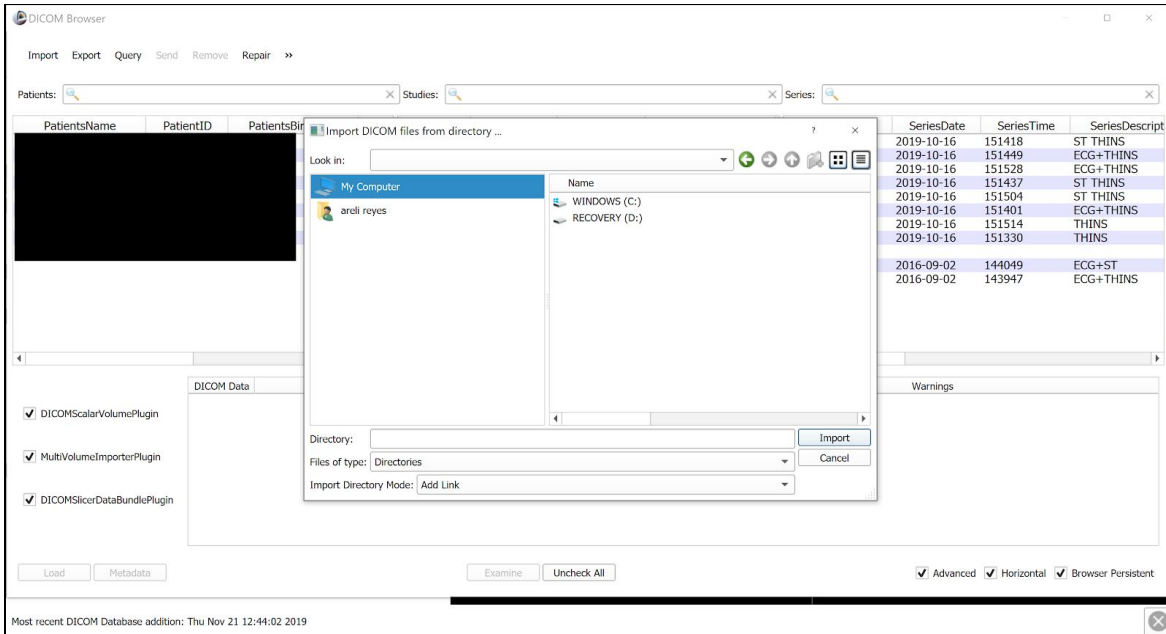 DICOM Browser
Import Export Query Send Remove Repair »
Patients: Studies: Series:
PatientsName PatientID PatientsBir SeriesDate SeriesTime SeriesDescript
Import DICOM files from directory ... ? ×
Look in:
My Computer
areli reyes
Name
WINDOWS (C:)
RECOVERY (D:)
2019-10-16 151418 ST THINS
2019-10-16 151449 ECG+THINS
2019-10-16 151528 ECG+THINS
2019-10-16 151437 ST THINS
2019-10-16 151504 ST THINS
2019-10-16 151401 ECG+THINS
2019-10-16 151514 THINS
2019-10-16 151330 THINS
2016-09-02 144049 ECG+ST
2016-09-02 143947 ECG+THINS
Directory: Import
Files of type: Directories Cancel
Import Directory Mode: Add Link
DICOM Data Warnings
DICOMScalarVolumePlugin
MultiVolumeImporterPlugin
DICOMSlicerDataBundlePlugin
Load Metadata Examine Uncheck All Advanced Horizontal Browser Persistent
Most recent DICOM Database addition: Thu Nov 21 12:44:02 2019